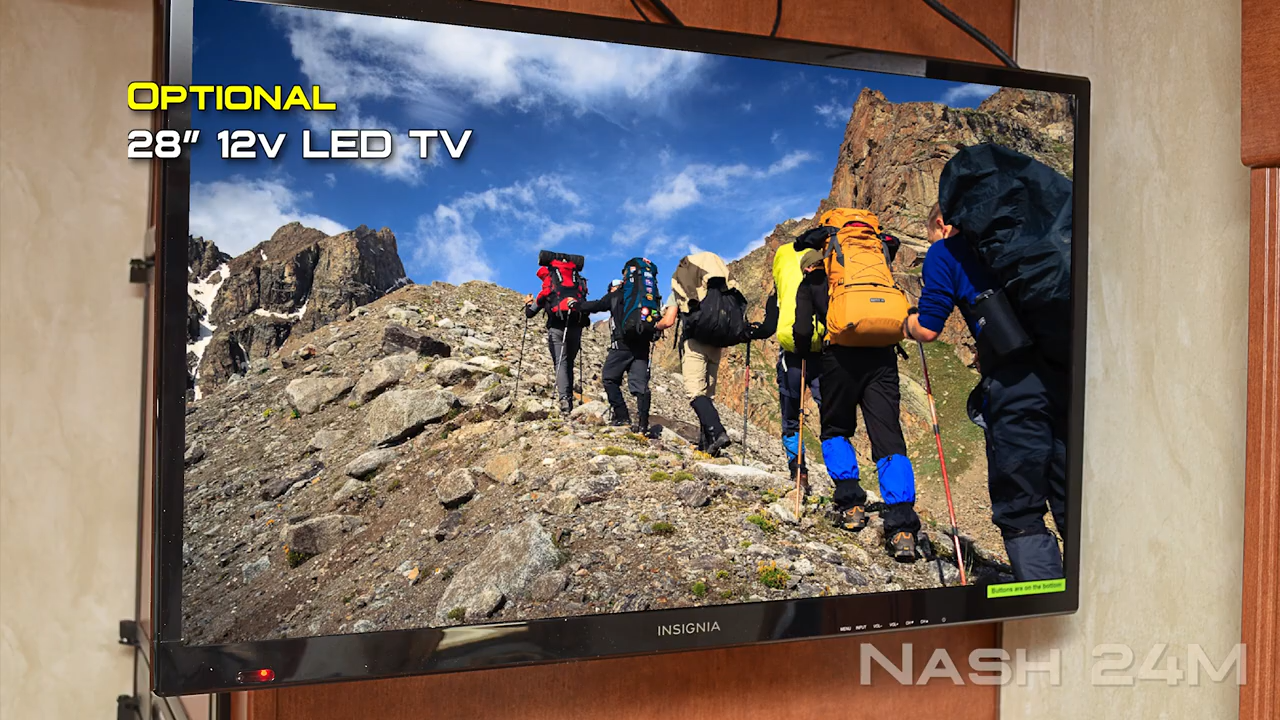 OPTIONAL
28" 12V LED TV
Buttons are on the bottom
INSIGNIA
MENU INPUT VOL- VOL+ CH▼ CH▲
NASH 24M